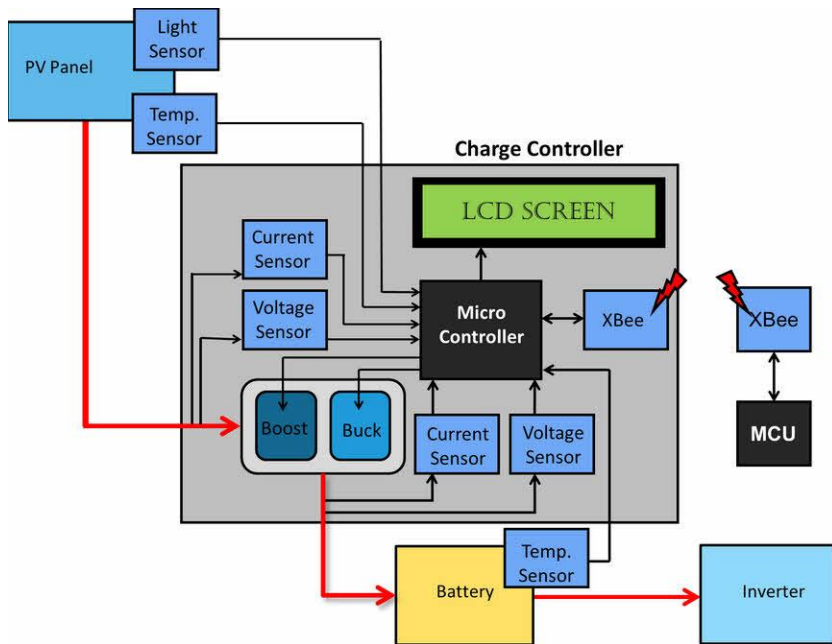 Light
Sensor
PV Panel
Temp.
Sensor
Charge Controller
LCD SCREEN
Current
Sensor
Voltage
Sensor
Micro
Controller
XBee
XBee
Boost
Buck
Current
Sensor
Voltage
Sensor
MCU
Temp.
Sensor
Battery
Inverter